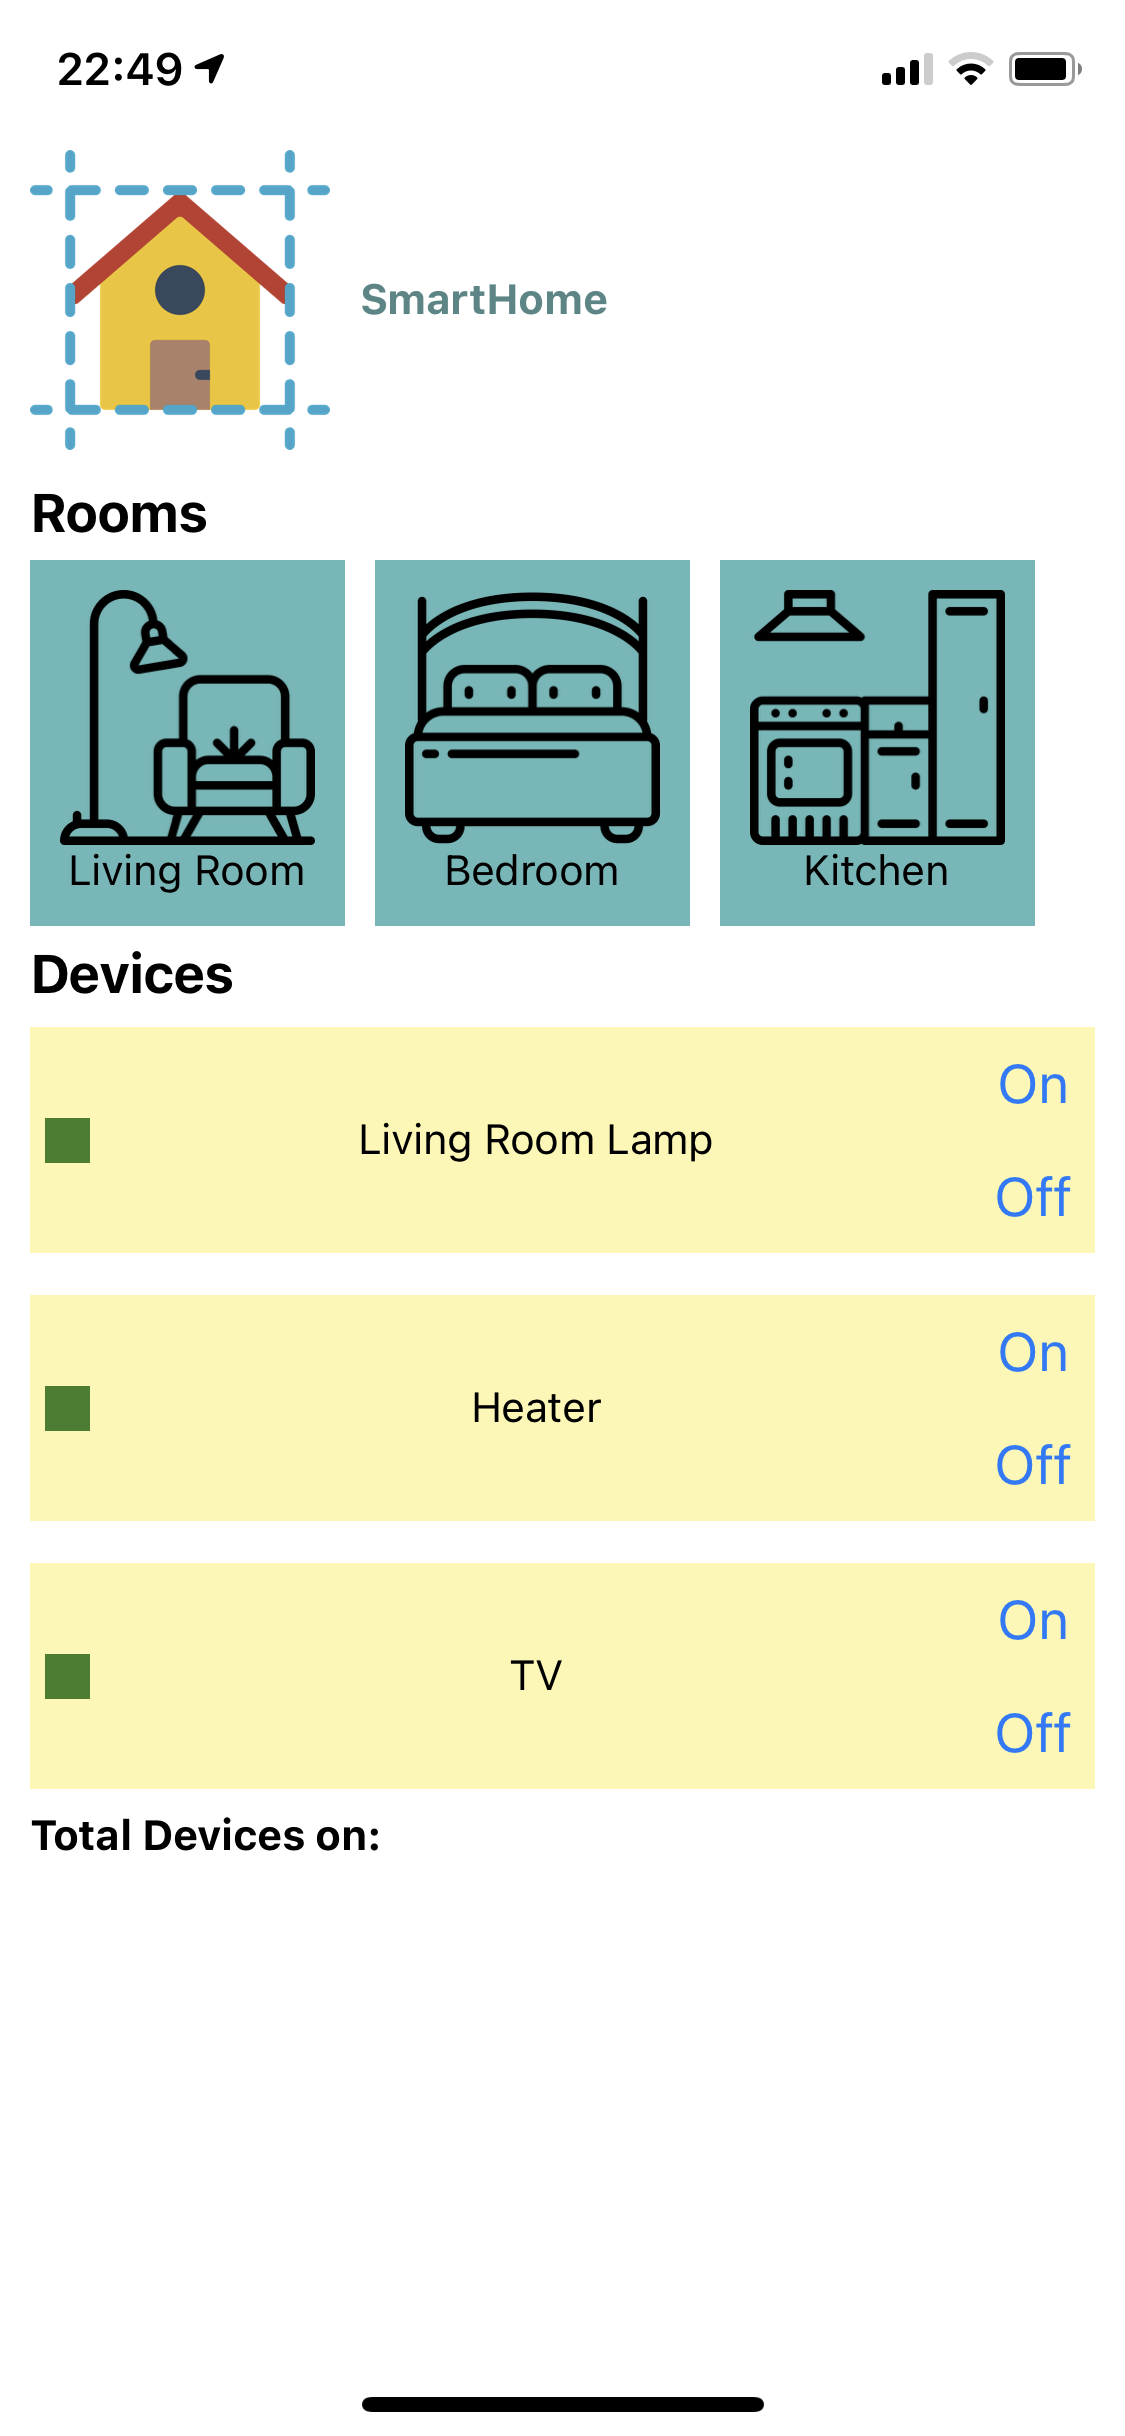 22:49
SmartHome
Rooms
Living Room
Bedroom
Kitchen
Devices
On
Living Room Lamp
Off
On
Heater
Off
On
TV
Off
Total Devices on: